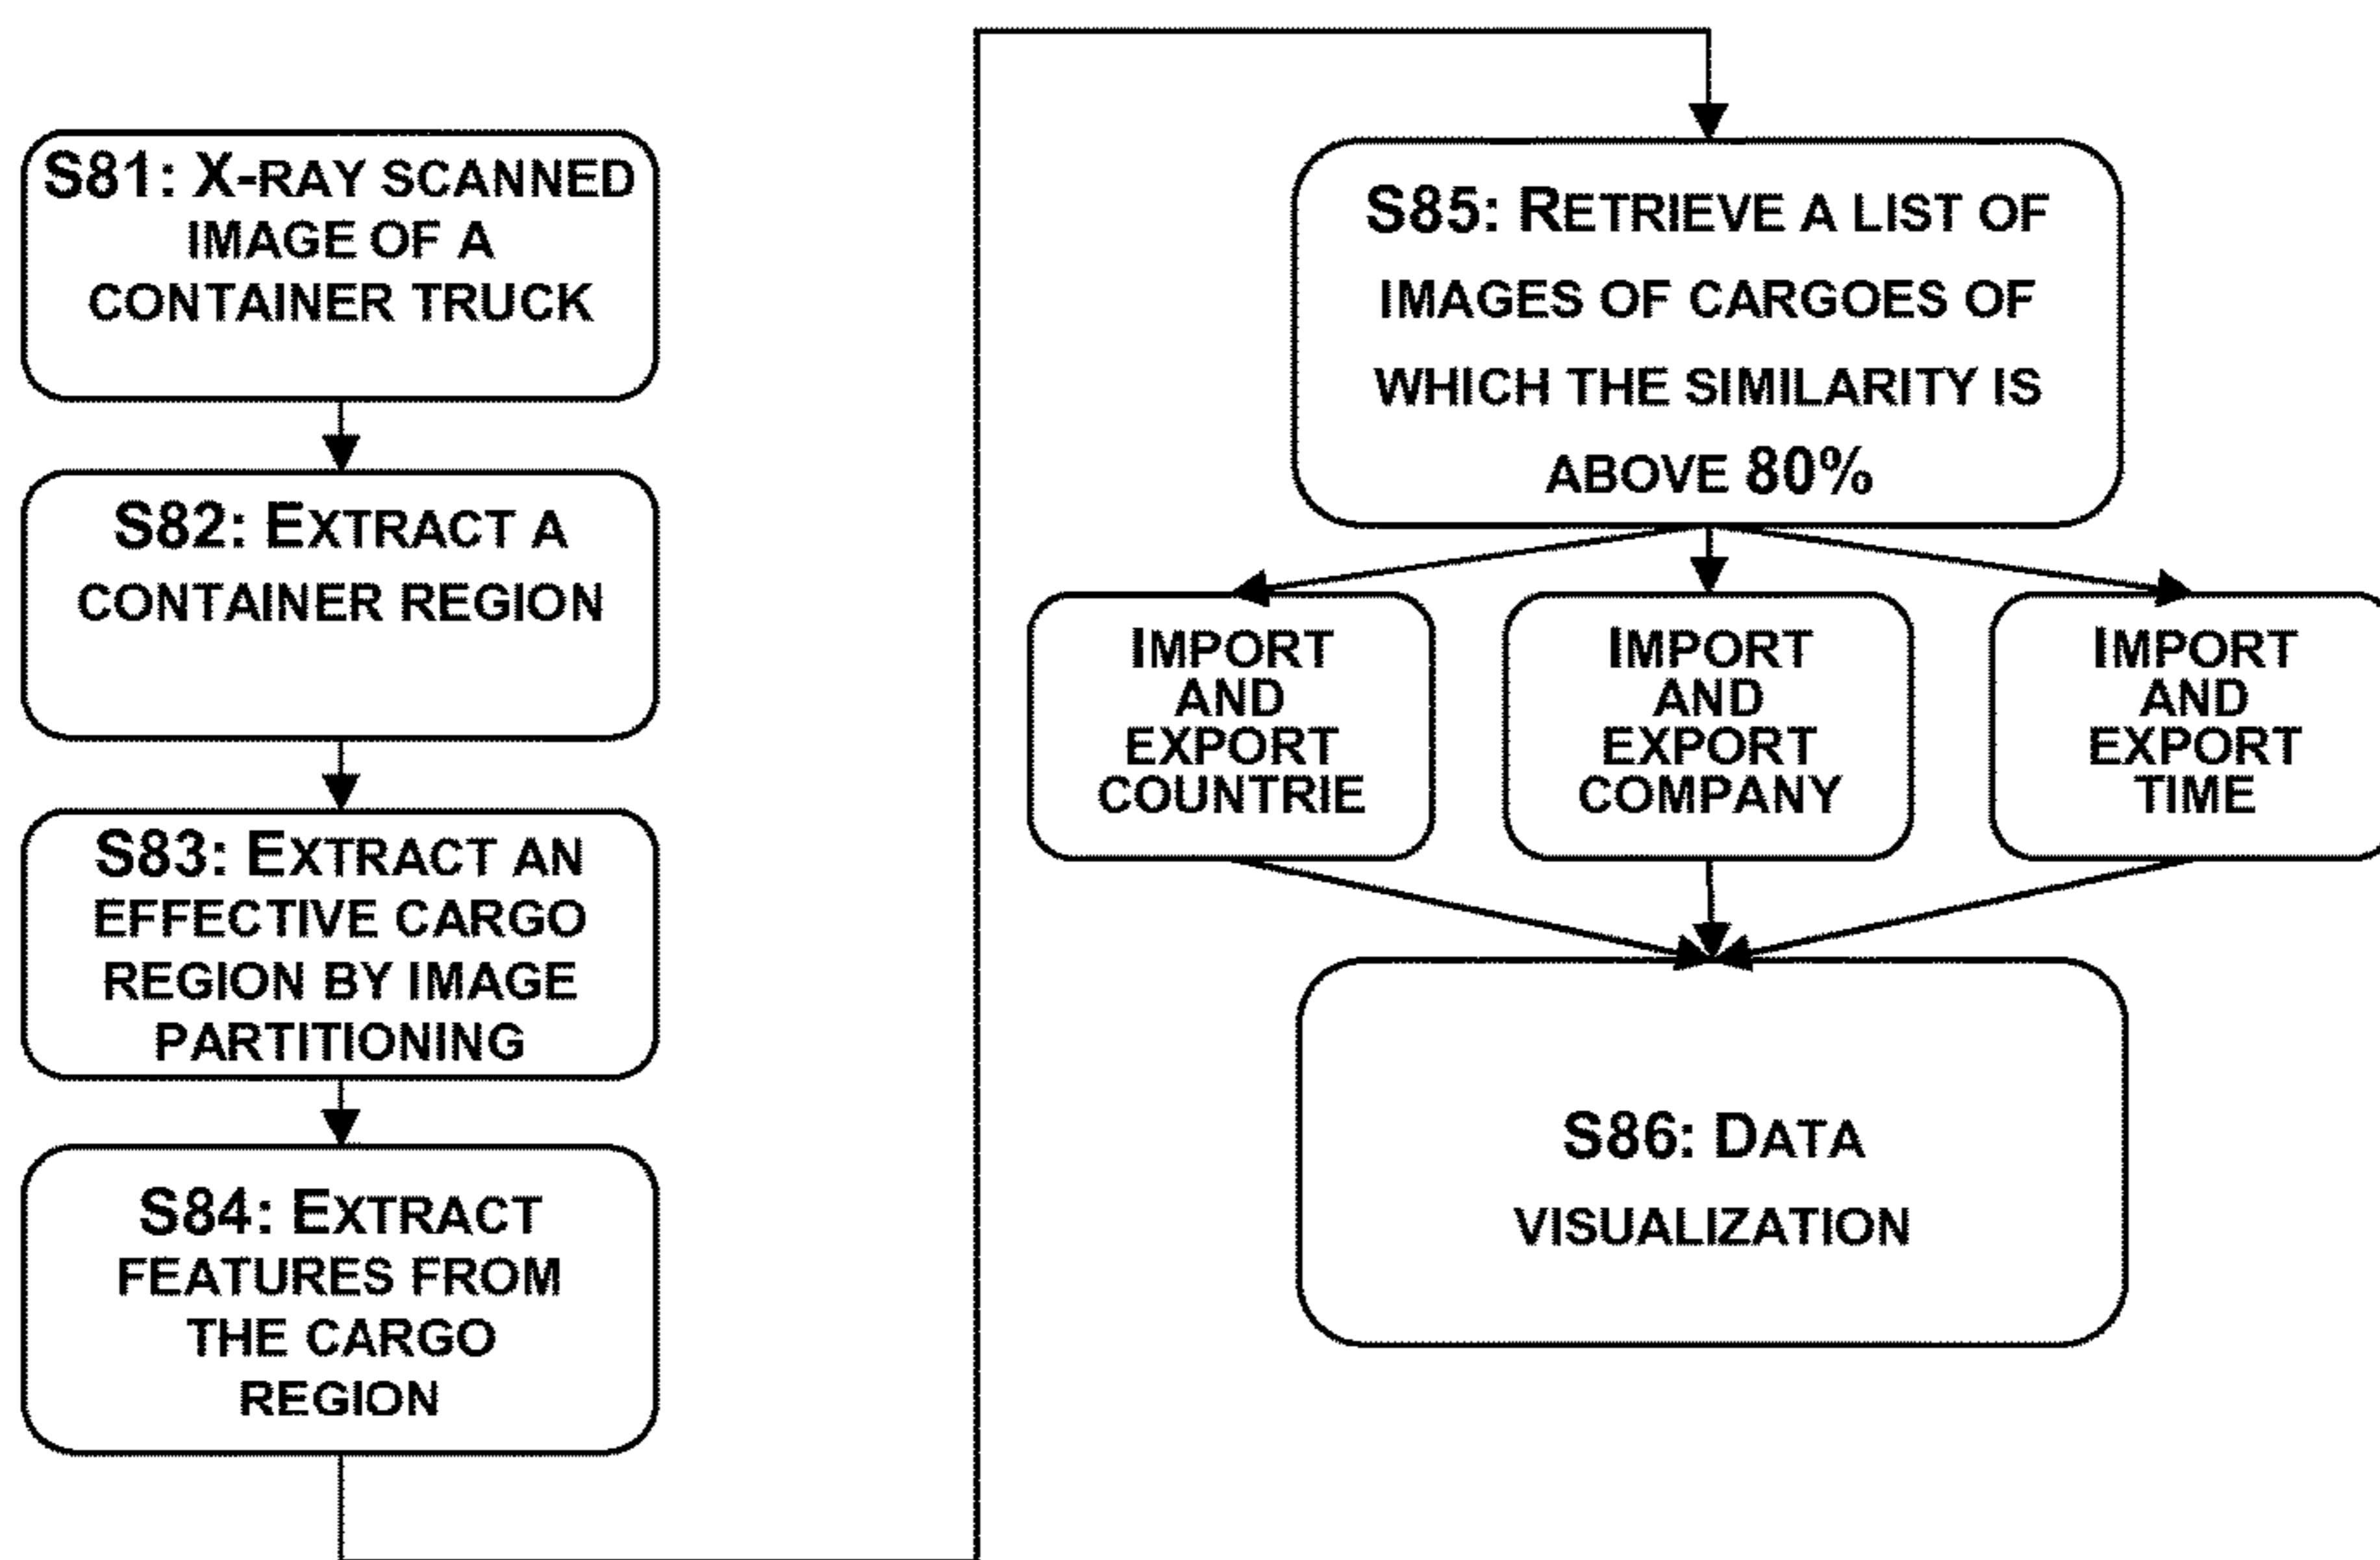 S81: X-RAY SCANNED
IMAGE OF A
CONTAINER TRUCK
S82: EXTRACT A
CONTAINER REGION
S83: EXTRACT AN
EFFECTIVE CARGO
REGION BY IMAGE
PARTITIONING
S84: EXTRACT
FEATURES FROM
THE CARGO
REGION
S85: RETRIEVE A LIST OF
IMAGES OF CARGOES OF
WHICH THE SIMILARITY IS
ABOVE 80%
IMPORT
AND
EXPORT
COUNTRIE
IMPORT
AND
EXPORT
COMPANY
IMPORT
AND
EXPORT
TIME
S86: DATA
VISUALIZATION